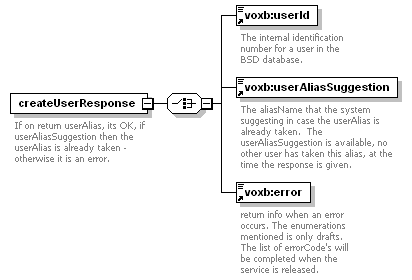 voxb:userId
The internal identification
number for a user in the
BSD database.
createUserResponse
If on return userAlias, its OK, if
userAliasSuggestion then the
userAlias is already taken -
otherwise it is an error.
voxb:userAliasSuggestion
The aliasName that the system
suggesting in case the userAlias is
already taken. The
userAliasSuggestion is available, no
other user has taken this alias, at the
time the response is given.
voxb:error
return info when an error
occurs. The enumerations
mentioned is only drafts.
The list of errorCode's will
be completed when the
service is released.